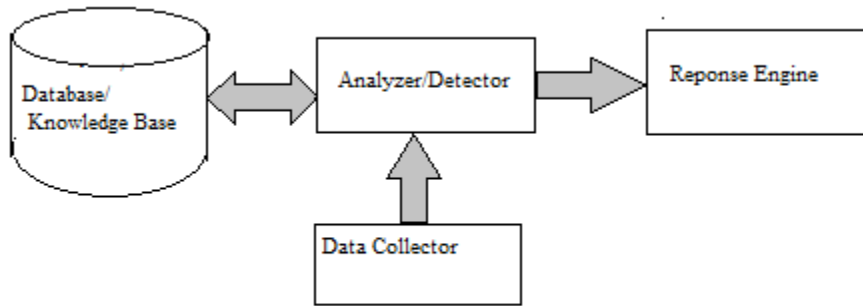 Database/
Knowledge Base
Analyzer/Detector
Reponse Engine
Data Collector